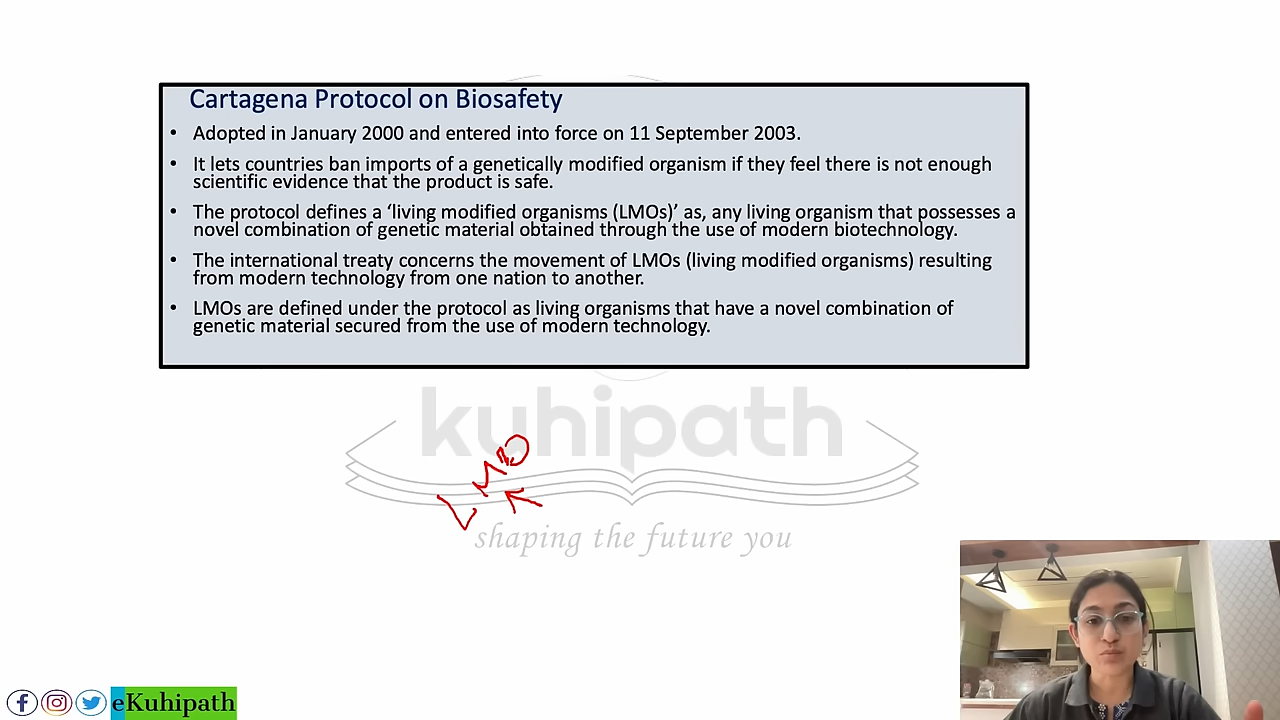 Cartagena Protocol on Biosafety
• Adopted in January 2000 and entered into force on 11 September 2003.
• It lets countries ban imports of a genetically modified organism if they feel there is not enough
scientific evidence that the product is safe.
• The protocol defines a ‘living modified organisms (LMOs)’ as, any living organism that possesses a
novel combination of genetic material obtained through the use of modern biotechnology.
• The international treaty concerns the movement of LMOs (living modified organisms) resulting
from modern technology from one nation to another.
• LMOs are defined under the protocol as living organisms that have a novel combination of
genetic material secured from the use of modern technology.
kuhipath
LMO
shaping the future you
eKuhipath